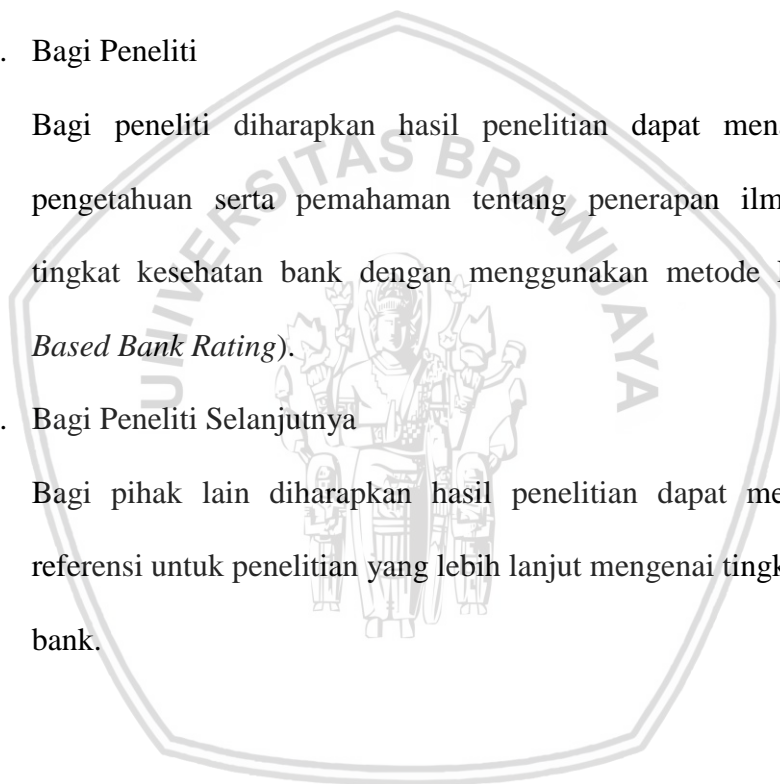 . Bagi Peneliti
Bagi peneliti diharapkan hasil penelitian dapat men
pengetahuan serta pemahaman tentang penerapan ilm
tingkat kesehatan bank dengan menggunakan metode
Based Bank Rating).
. Bagi Peneliti Selanjutnya
Bagi pihak lain diharapkan hasil penelitian dapat me
referensi untuk penelitian yang lebih lanjut mengenai tingk
bank.
UNIVERSITAS BRAWIJAYA